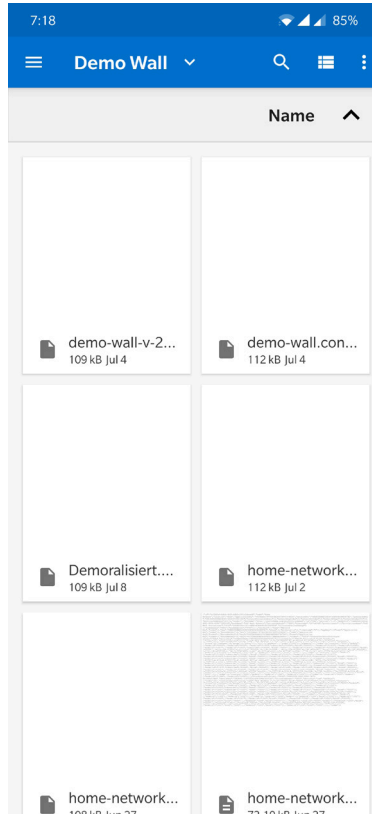 7:18
85%
Demo Wall
Name
demo-wall-v-2...
109 kB Jul 4
demo-wall.con...
112 kB Jul 4
Demoralisiert....
109 kB Jul 8
home-network...
112 kB Jul 2
home-network...
home-network...